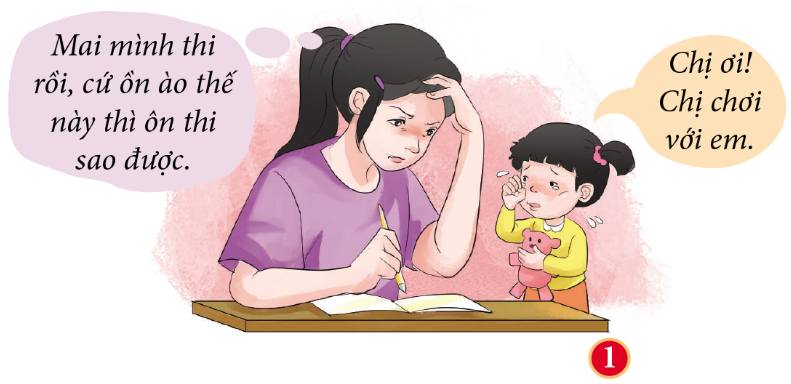 Mai mình thi
rồi, cứ ồn ào thế
này thì ôn thi
sao được.
Chị ơi!
Chị chơi
với em.
1